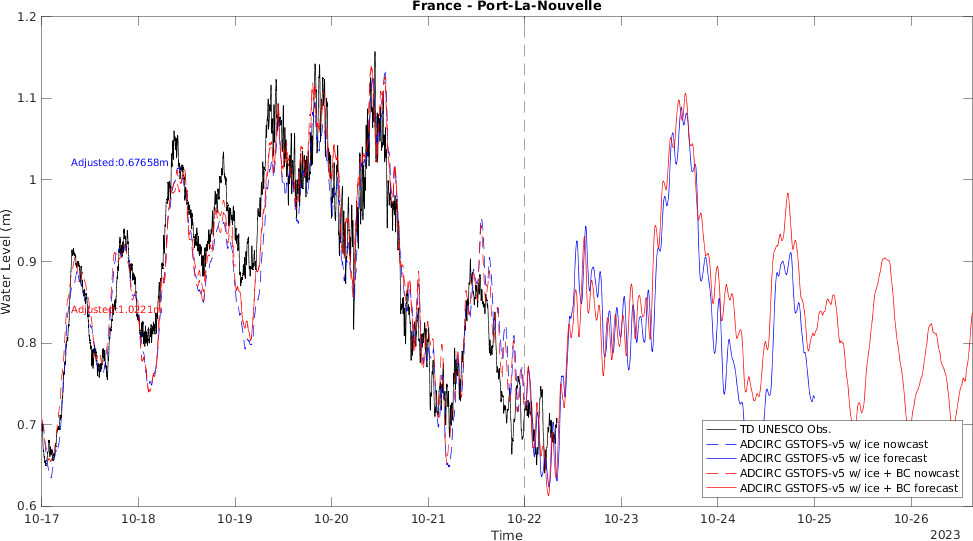 France - Port-La-Nouvelle
1.2
1.1
1
0.9
0.8
0.7
0.6
Water Level (m)
Adjusted:0.67658m
Adjusted:1.0221m
TD UNESCO Obs.
ADCIRC GSTOFS-v5 w/ ice nowcast
ADCIRC GSTOFS-v5 w/ ice forecast
ADCIRC GSTOFS-v5 w/ ice + BC nowcast
ADCIRC GSTOFS-v5 w/ ice + BC forecast
10-17 10-18 10-19 10-20 10-21 10-22 10-23 10-24 10-25 10-26
Time
2023